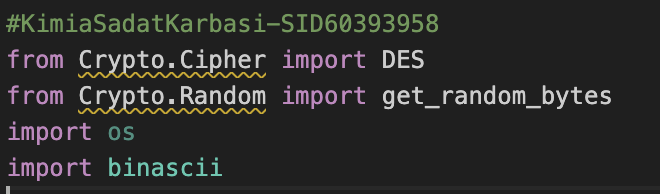 #KimiaSadatKarbasi-SID60393958
from Crypto.Cipher import DES
from Crypto.Random import get_random_bytes
import os
import binascii